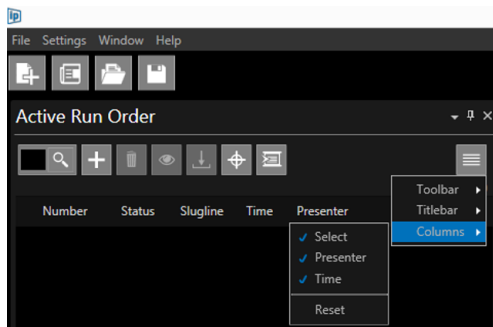 ip
File Settings Window Help
Active Run Order
Toolbar
Titlebar
Number Status Slugline Time Presenter
Columns
Select
Presenter
Time
Reset